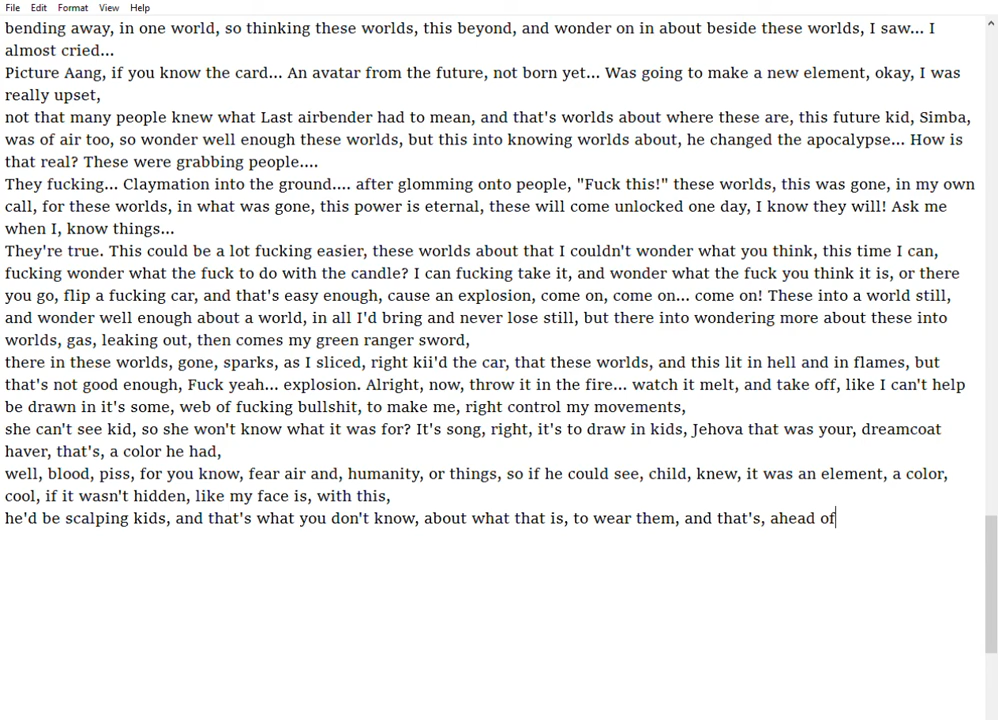 File Edit Format View Help
bending away, in one world, so thinking these worlds, this beyond, and wonder on in about beside these worlds, I saw... I
almost cried...
Picture Aang, if you know the card... An avatar from the future, not born yet... Was going to make a new element, okay, I was
really upset,
not that many people knew what Last airbender had to mean, and that's worlds about where these are, this future kid, Simba,
was of air too, so wonder well enough these worlds, but this into knowing worlds about, he changed the apocalypse... How is
that real? These were grabbing people....
They fucking... Claymation into the ground.... after glomming onto people, "Fuck this!" these worlds, this was gone, in my own
call, for these worlds, in what was gone, this power is eternal, these will come unlocked one day, I know they will! Ask me
when I, know things...
They're true. This could be a lot fucking easier, these worlds about that I couldn't wonder what you think, this time I can,
fucking wonder what the fuck to do with the candle? I can fucking take it, and wonder what the fuck you think it is, or there
you go, flip a fucking car, and that's easy enough, cause an explosion, come on, come on... come on! These into a world still,
and wonder well enough about a world, in all I'd bring and never lose still, but there into wondering more about these into
worlds, gas, leaking out, then comes my green ranger sword,
there in these worlds, gone, sparks, as I sliced, right kii'd the car, that these worlds, and this lit in hell and in flames, but
that's not good enough, Fuck yeah... explosion. Alright, now, throw it in the fire... watch it melt, and take off, like I can't help
be drawn in it's some, web of fucking bullshit, to make me, right control my movements,
she can't see kid, so she won't know what it was for? It's song, right, it's to draw in kids, Jehova that was your, dreamcoat
haver, that's, a color he had,
well, blood, piss, for you know, fear air and, humanity, or things, so if he could see, child, knew, it was an element, a color,
cool, if it wasn't hidden, like my face is, with this,
he'd be scalping kids, and that's what you don't know, about what that is, to wear them, and that's, ahead of